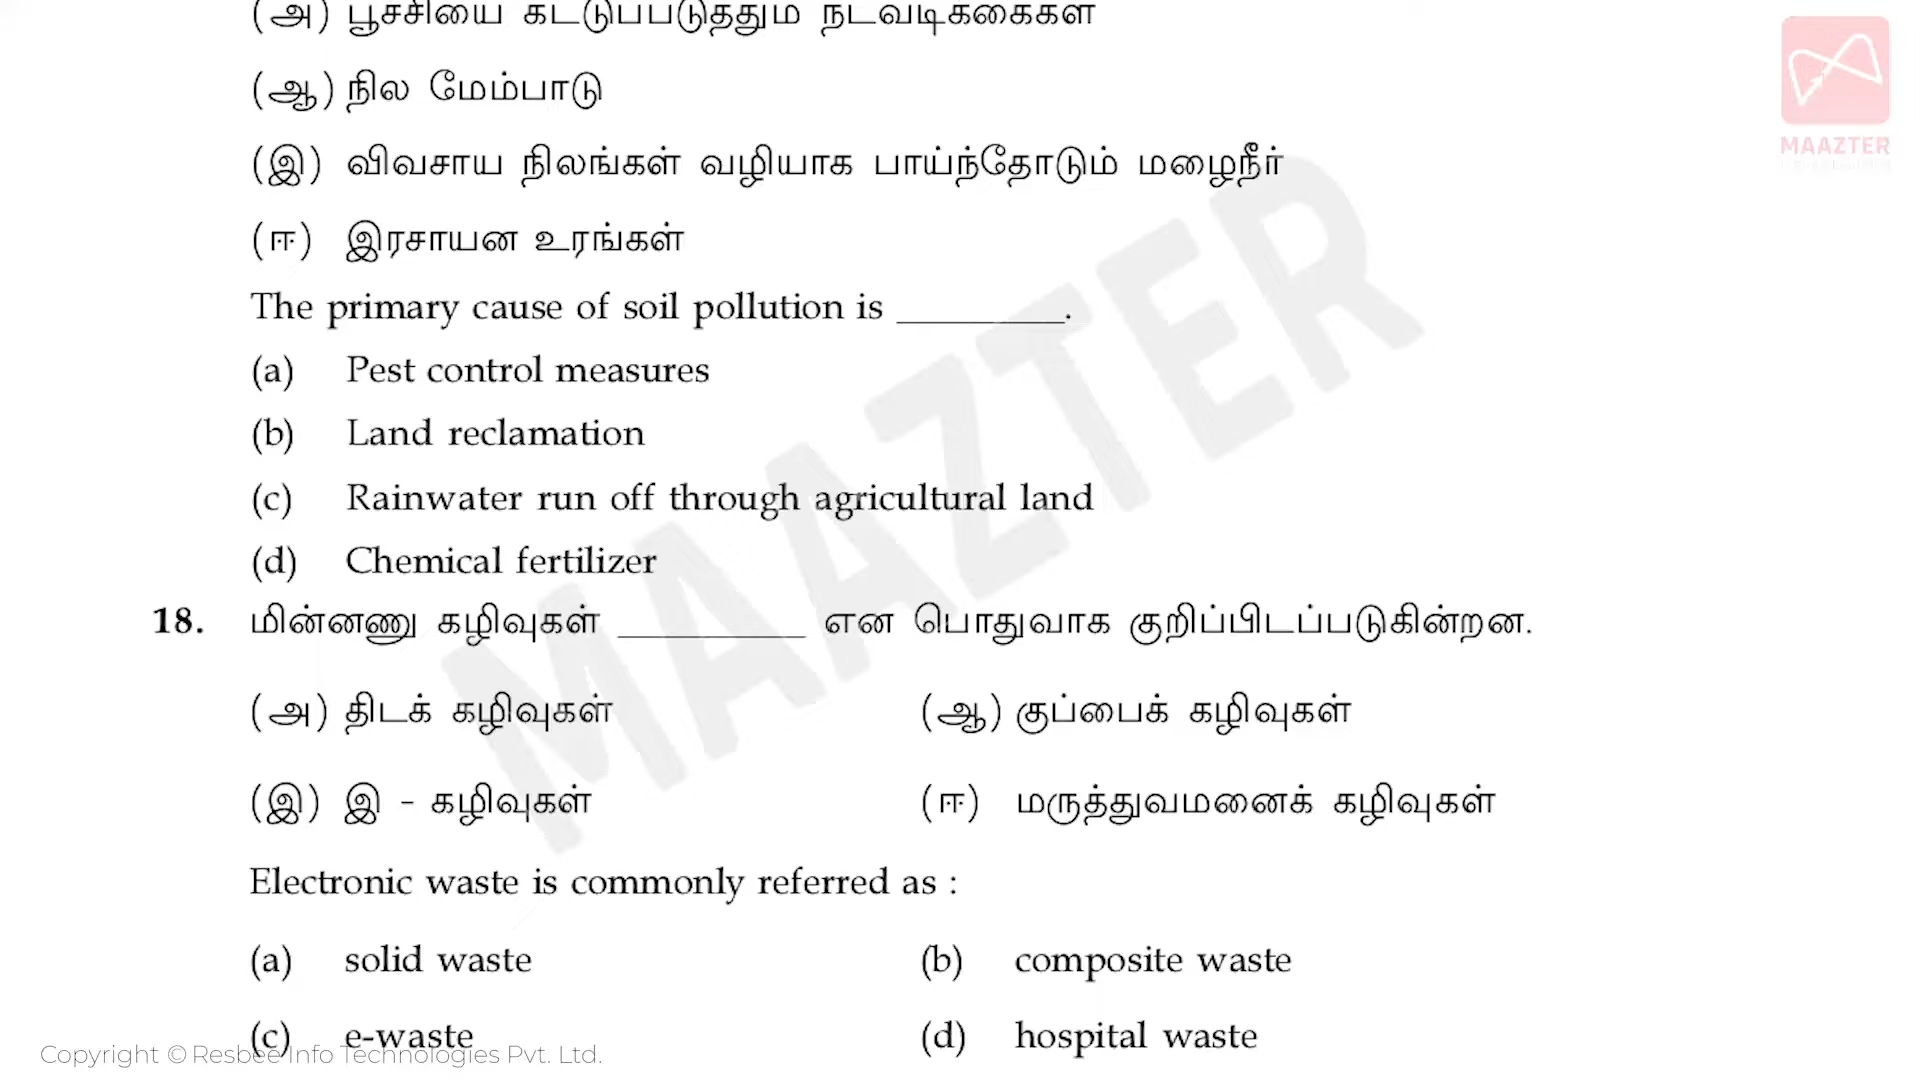 (அ) பூச்சியை கட்டுப்படுத்தும் நடவடிக்கைகள்
MAAZTER
(ஆ) நில மேம்பாடு
(இ) விவசாய நிலங்கள் வழியாக பாய்ந்தோடும் மழைநீர்
(ஈ) இரசாயன உரங்கள்
The primary cause of soil pollution is _________.
(a) Pest control measures
(b) Land reclamation
(c) Rainwater run off through agricultural land
(d) Chemical fertilizer
MAAZTER
18. மின்னணு கழிவுகள் __________ என பொதுவாக குறிப்பிடப்படுகின்றன.
(அ) திடக் கழிவுகள் (ஆ) குப்பைக் கழிவுகள்
(இ) இ - கழிவுகள் (ஈ) மருத்துவமனைக் கழிவுகள்
Electronic waste is commonly referred as :
(a) solid waste (b) composite waste
(c) e-waste (d) hospital waste
Copyright © Resbee Info Technologies Pvt. Ltd.